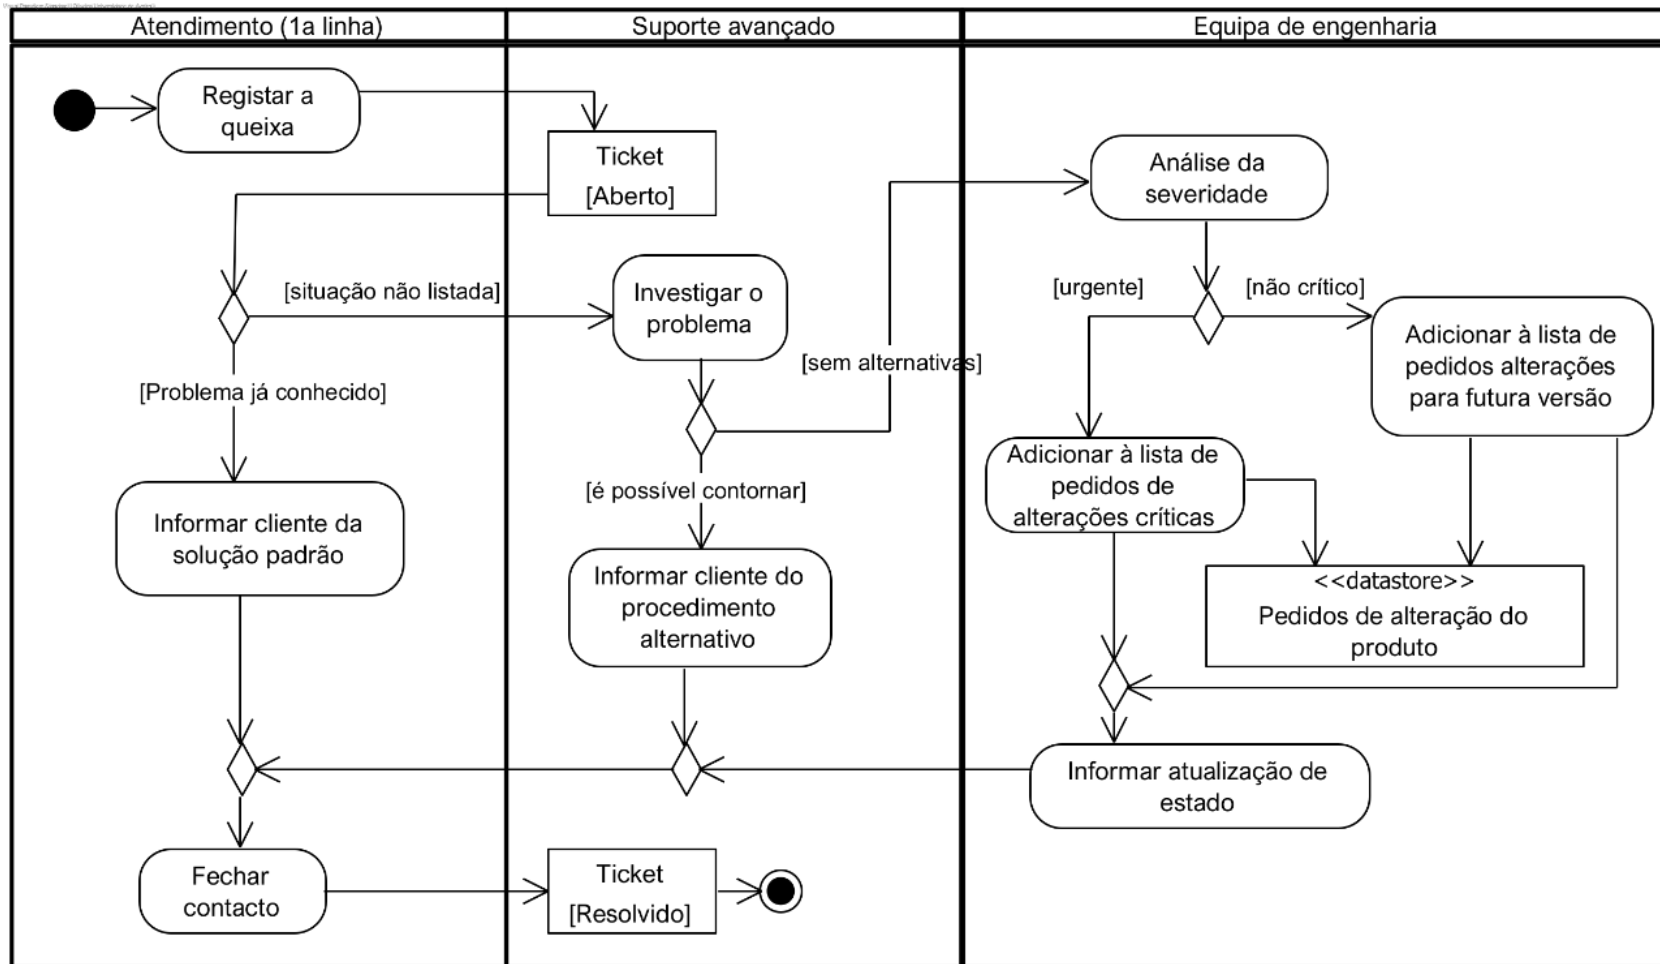 Atendimento (1a linha)
Suporte avançado
Equipa de engenharia
Registar a
queixa
Ticket
[Aberto]
Análise da
severidade
[situação não listada]
Investigar o
problema
[urgente]
[não crítico]
Adicionar à lista de
pedidos alterações
para futura versão
[sem alternativas]
[Problema já conhecido]
Adicionar à lista de
pedidos de
alterações críticas
[é possível contornar]
Informar cliente da
solução padrão
Informar cliente do
procedimento
alternativo
<<datastore>>
Pedidos de alteração do
produto
Informar atualização de
estado
Fechar
contacto
Ticket
[Resolvido]